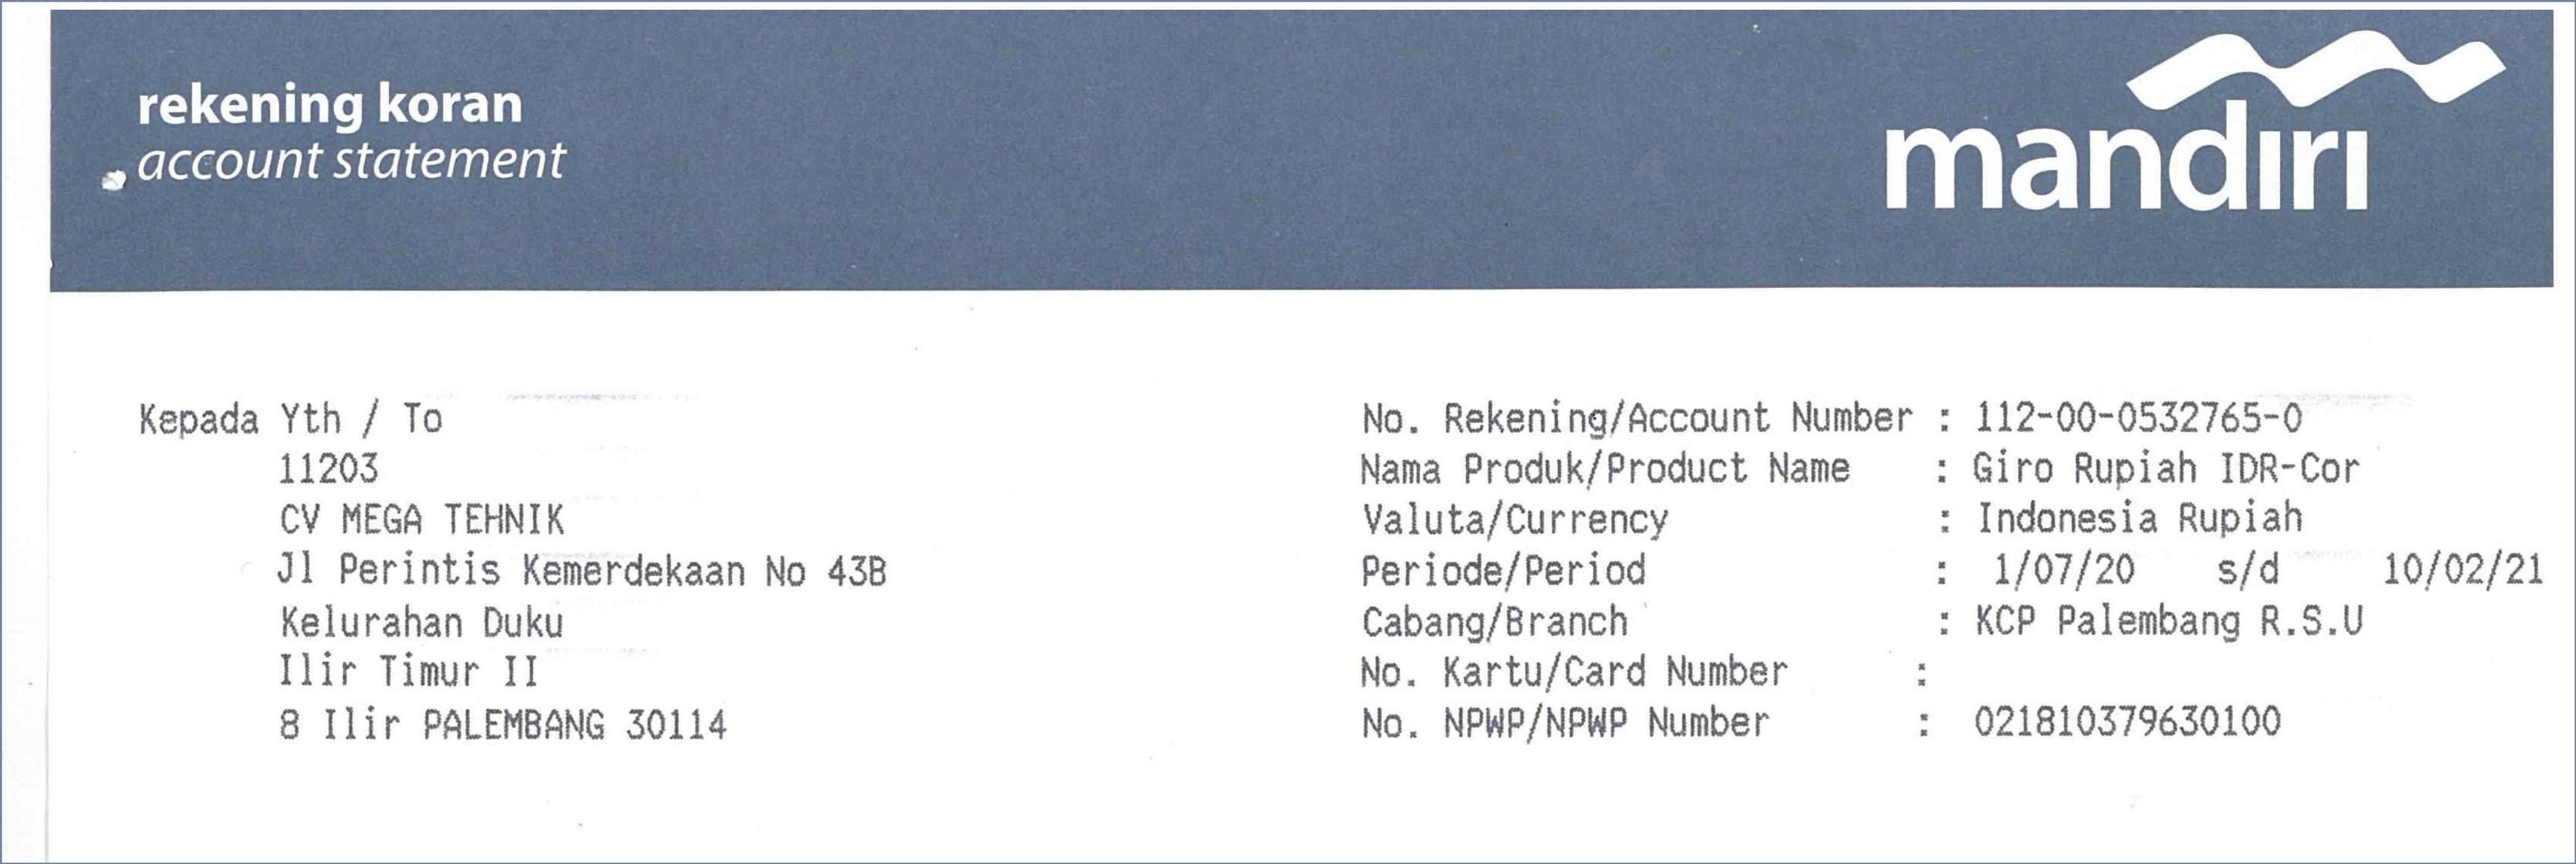 rekening koran
account statement
mandırı
Kepada Yth / To
11203
CV MEGA TEHNIK
Jl Perintis Kemerdekaan No 43B
Kelurahan Duku
Ilir Timur II
8 Ilir PALEMBANG 30114
No. Rekening/Account Number : 112-00-0532765-0
Nama Produk/Product Name : Giro Rupiah IDR-Cor
Valuta/Currency : Indonesia Rupiah
Periode/Period : 1/07/20 s/d 10/02/21
Cabang/Branch : KCP Palembang R.S.U
No. Kartu/Card Number :
No. NPWP/NPWP Number : 021810379630100